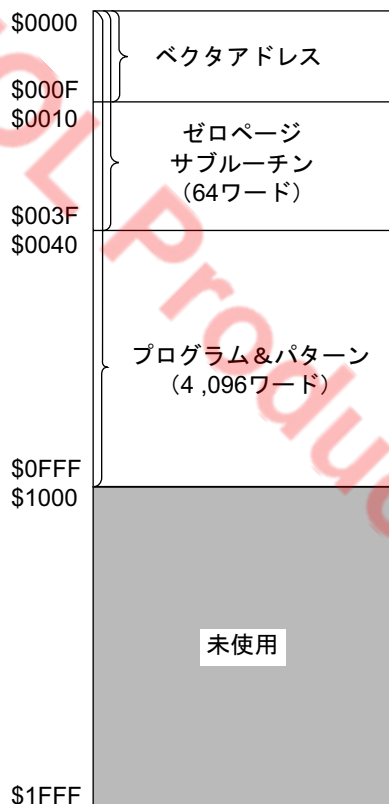 $0000
ベクタアドレス
$000F
$0010
ゼロページ
サブルーチン
(64ワード)
$003F
$0040
プログラム&パターン
(4,096ワード)
$0FFF
$1000
未使用
$1FFF
OL Produc